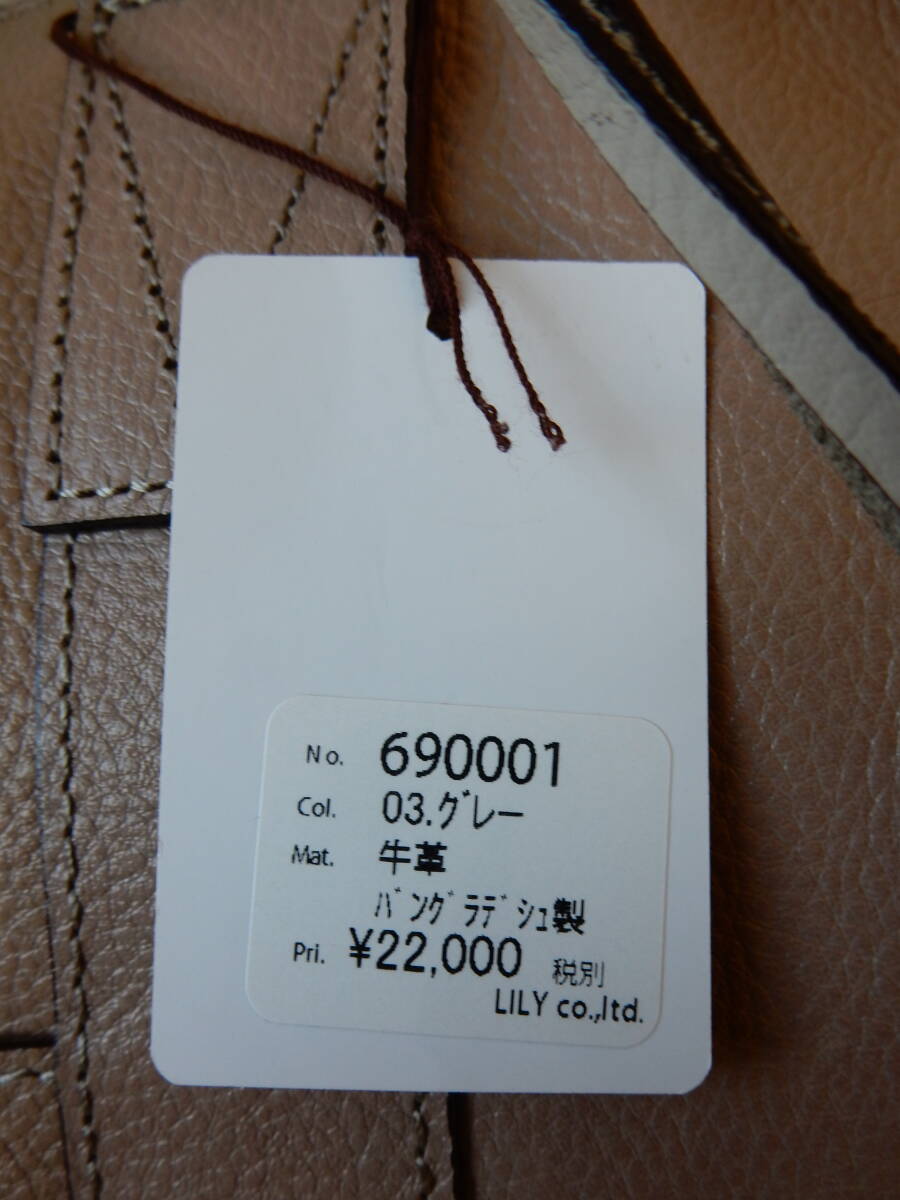 No. 690001
Col. 03.グレー
Mat. 牛革
ﾊﾞﾝｸﾞﾗﾃﾞｼｭ製
Pri. ¥22,000 税別
LILY co.,ltd.